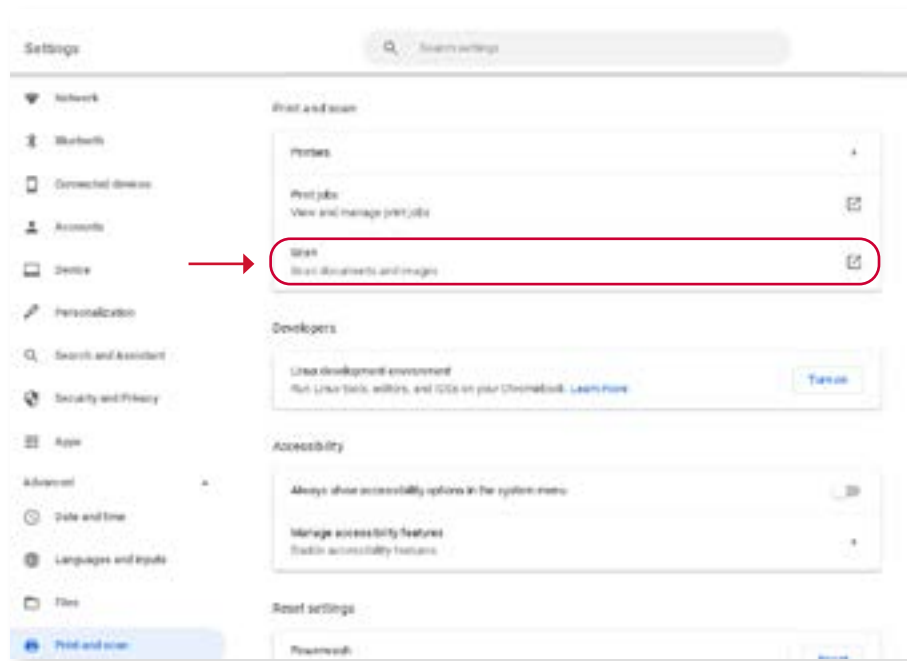 Settings
Search settings
Network
Bluetooth
Connected devices
Accounts
Device
Personalization
Search and Assistant
Security and Privacy
Apps
Advanced
Date and time
Languages and inputs
Files
Print and scan
Print and scan
Printers
Print jobs
View and manage print jobs
Scan
Scan documents and images
Developers
Linux development environment
Run Linux tools, editors, and IDEs on your Chromebook. Learn more
Turn on
Accessibility
Always show accessibility options in the system menu
Manage accessibility features
Enable accessibility features
Reset settings
Powerwash
Reset